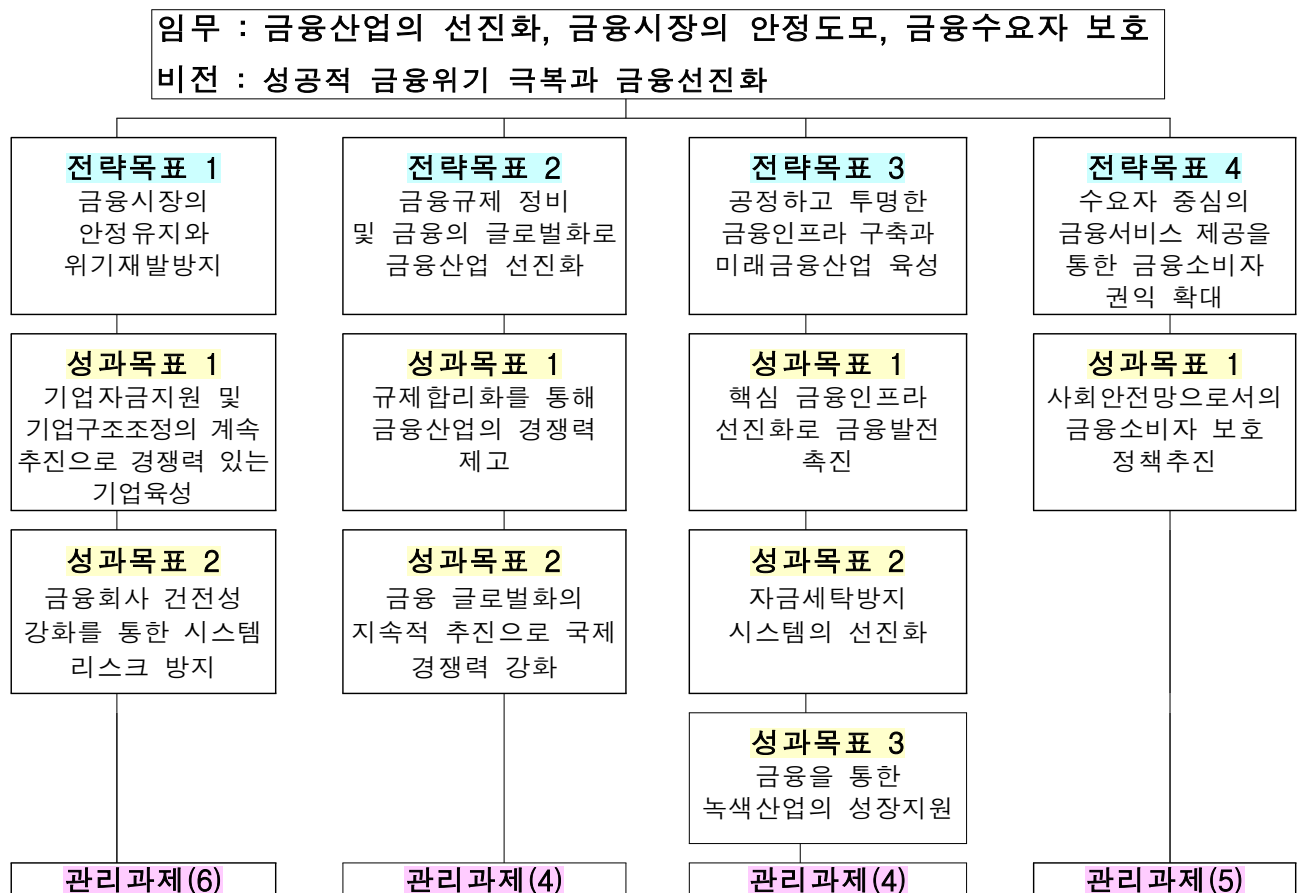 임무 : 금융산업의 선진화, 금융시장의 안정도모, 금융수요자 보호
비전 : 성공적 금융위기 극복과 금융선진화
전략목표 1
금융시장의
안정유지와
위기재발방지
전략목표 2
금융규제 정비
및 금융의 글로벌화로
금융산업 선진화
전략목표 3
공정하고 투명한
금융인프라 구축과
미래금융산업 육성
전략목표 4
수요자 중심의
금융서비스 제공을
통한 금융소비자
권익 확대
성과목표 1
기업자금지원 및
기업구조조정의 계속
추진으로 경쟁력 있는
기업육성
성과목표 1
규제합리화를 통해
금융산업의 경쟁력
제고
성과목표 1
핵심 금융인프라
선진화로 금융발전
촉진
성과목표 1
사회안전망으로서의
금융소비자 보호
정책추진
성과목표 2
금융회사 건전성
강화를 통한 시스템
리스크 방지
성과목표 2
금융 글로벌화의
지속적 추진으로 국제
경쟁력 강화
성과목표 2
자금세탁방지
시스템의 선진화
성과목표 3
금융을 통한
녹색산업의 성장지원
관리과제(6)
관리과제(4)
관리과제(4)
관리과제(5)